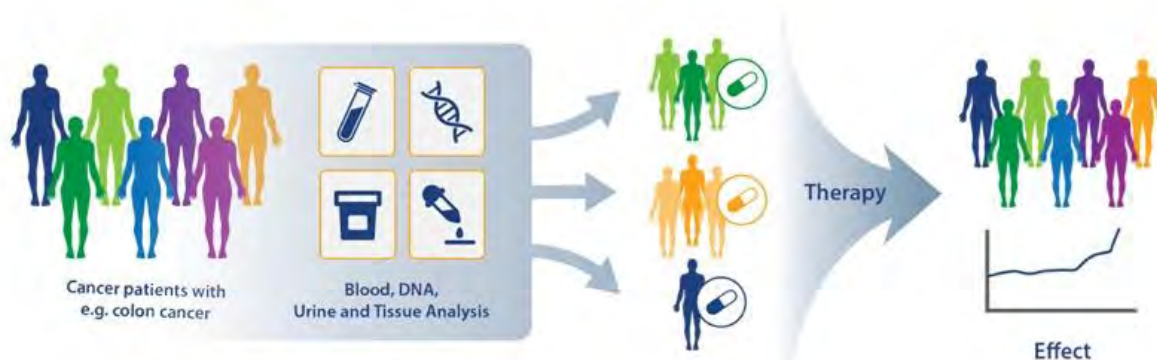 Cancer patients with
e.g. colon cancer
Blood, DNA,
Urine and Tissue Analysis
Therapy
Effect